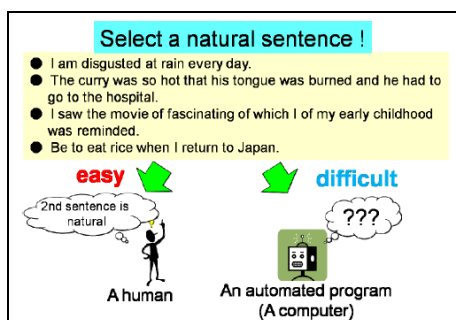 Select a natural sentence !
● I am disgusted at rain every day.
● The curry was so hot that his tongue was burned and he had to
go to the hospital.
● I saw the movie of fascinating of which I of my early childhood
was reminded.
● Be to eat rice when I return to Japan.
easy
difficult
2nd sentence is
natural
???
A human
An automated program
(A computer)